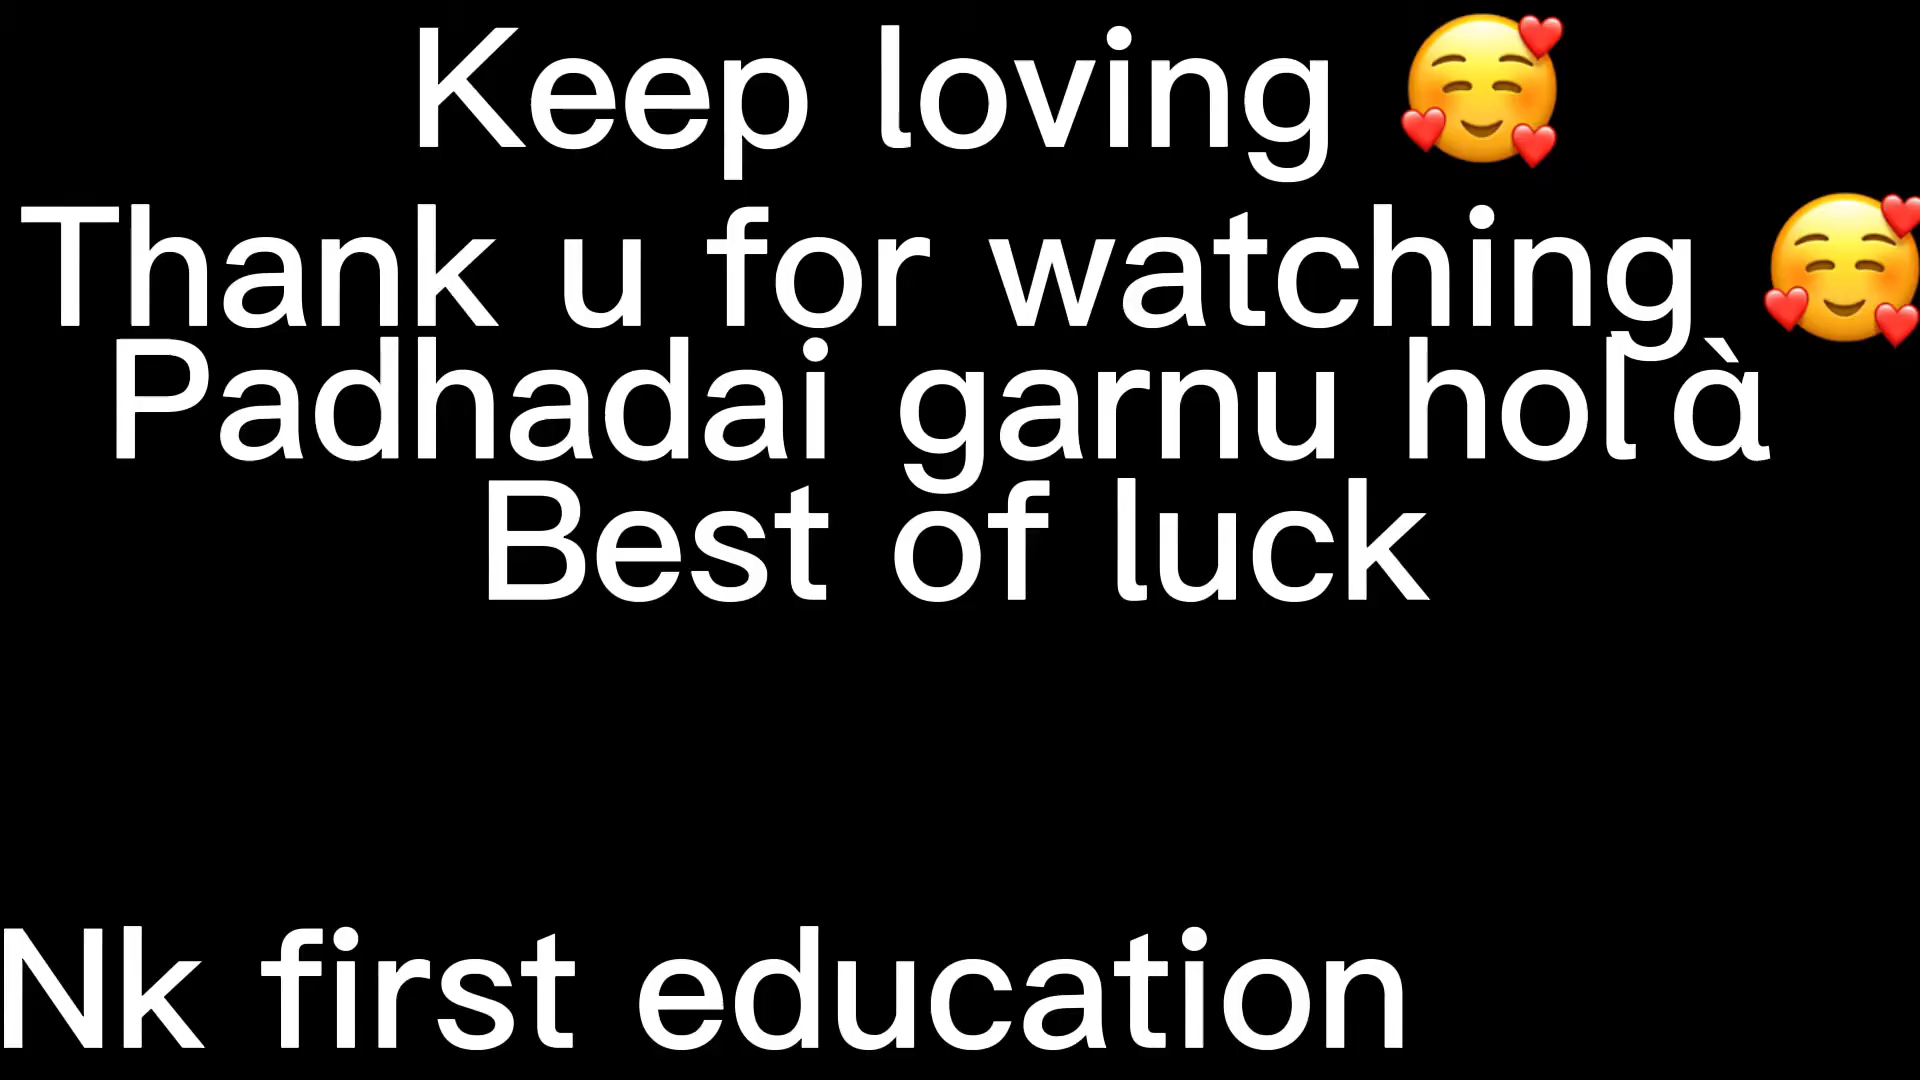 Keep loving 🥰
Thank u for watching 🥰
Padhadai garnu holà
Best of luck
Nk first education